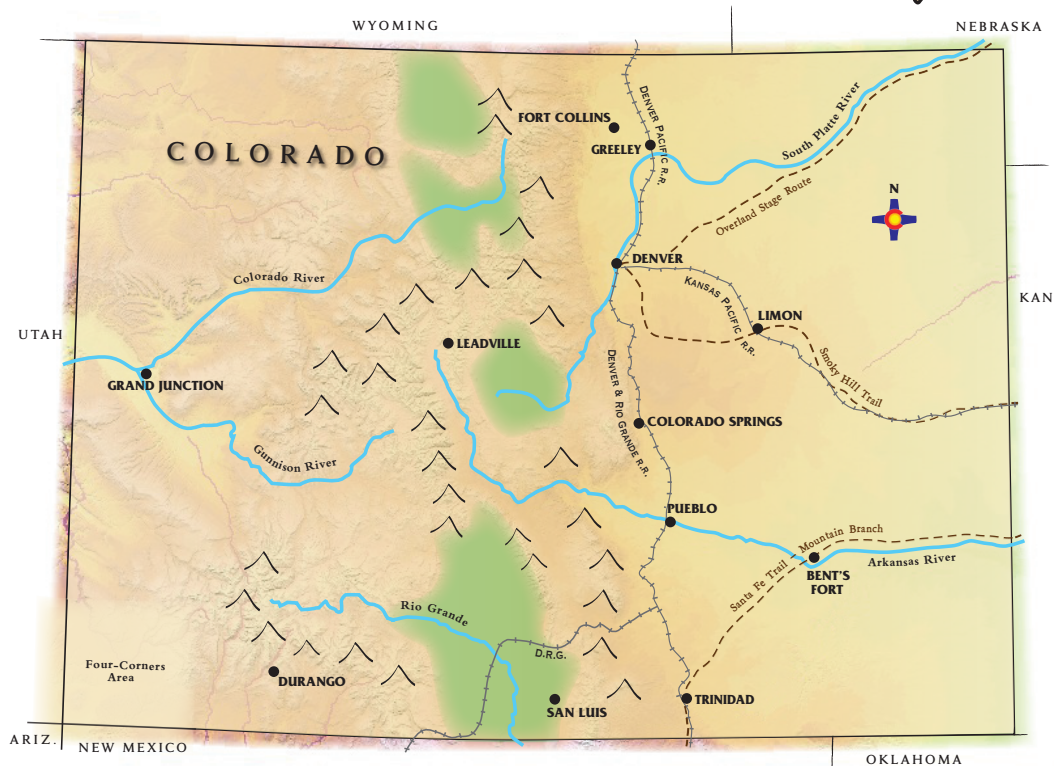 WYOMING
NEBRASKA
COLORADO
FORT COLLINS
GREELEY
DENVER PACIFIC R.R.
South Platte River
Overland Stage Route
N
DENVER
Colorado River
KANSAS PACIFIC R.R.
KAN
LIMON
UTAH
LEADVILLE
Smoky Hill Trail
GRAND JUNCTION
DENVER & RIO GRANDE R.R.
COLORADO SPRINGS
Gunnison River
PUEBLO
Mountain Branch
Santa Fe Trail
Arkansas River
BENT'S
FORT
Rio Grande
D.R.G.
Four-Corners
Area
DURANGO
SAN LUIS
TRINIDAD
ARIZ.
NEW MEXICO
OKLAHOMA